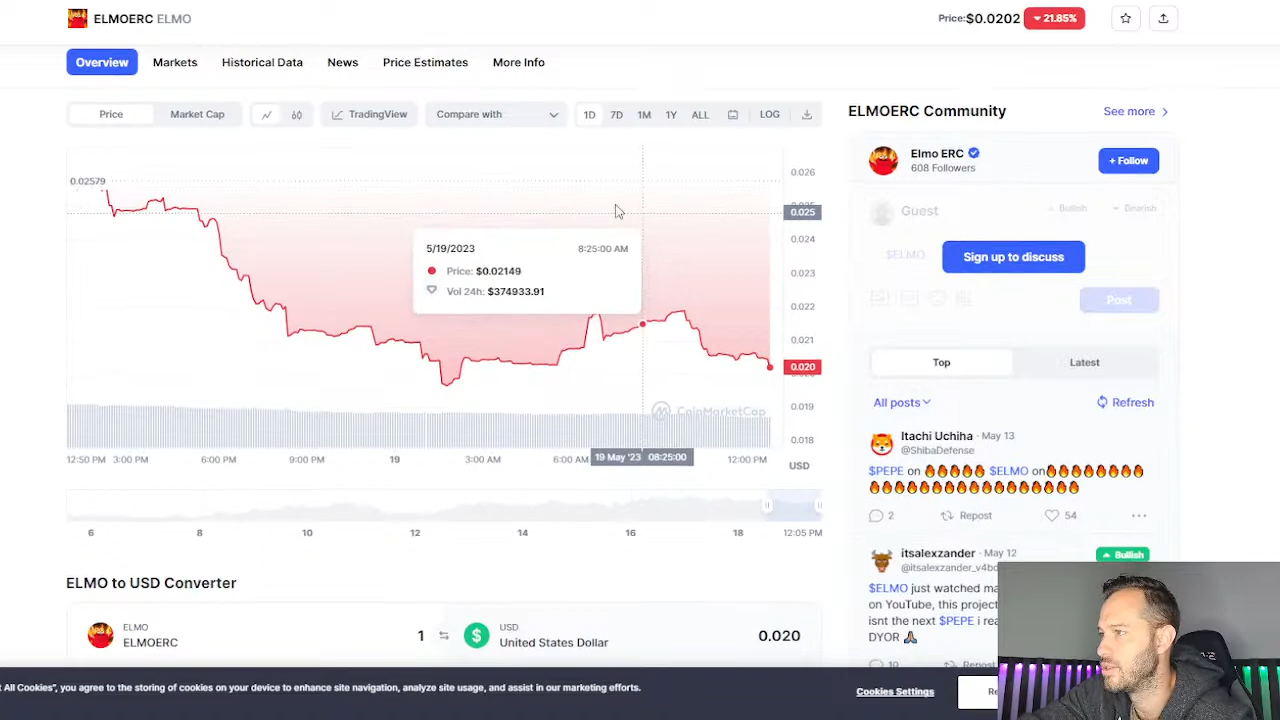 ELMOERC ELMO
Price:$0.0202 21.85%
Overview Markets Historical Data News Price Estimates More Info
Price Market Cap TradingView Compare with 1D 7D 1M 1Y ALL LOG
ELMOERC Community See more
Elmo ERC
608 Followers
+ Follow
Guest Bullish Bearish
$ELMO
Sign up to discuss
Post
Top Latest
All posts Refresh
0.02579
0.026
0.025
0.024
0.023
0.022
0.021
0.020
0.019
0.018
5/19/2023 8:25:00 AM
Price: $0.02149
Vol 24h: $374933.91
CoinMarketCap
12:50 PM 3:00 PM 6:00 PM 9:00 PM 19 3:00 AM 6:00 AM 19 May '23 08:25:00 12:00 PM USD
6 8 10 12 14 16 18 12:05 PM
Itachi Uchiha · May 13
@ShibaDefense
$PEPE on 🔥🔥🔥🔥🔥 $ELMO on🔥🔥🔥🔥🔥🔥🔥🔥
🔥🔥🔥🔥🔥🔥🔥🔥🔥🔥🔥🔥🔥🔥🔥🔥🔥
2 Repost 54
itsalexzander · May 12 Bullish
@itsalexzander_v4bd
$ELMO just watched
on YouTube, this project
isnt the next $PEPE i
DYOR 🙏🏽
10 Repost
ELMO to USD Converter
ELMO
ELMOERC
1
USD
United States Dollar
0.020
All Cookies", you agree to the storing of cookies on your device to enhance site navigation, analyze site usage, and assist in our marketing efforts.
Cookies Settings